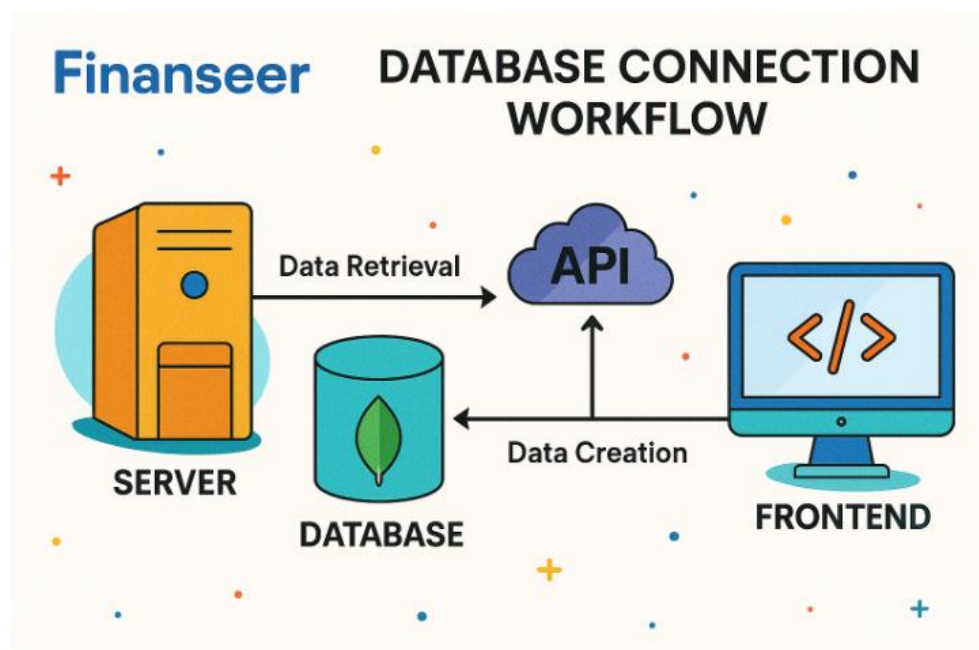 Finanseer
DATABASE CONNECTION
WORKFLOW
Data Retrieval
API
</>
Data Creation
SERVER
DATABASE
FRONTEND